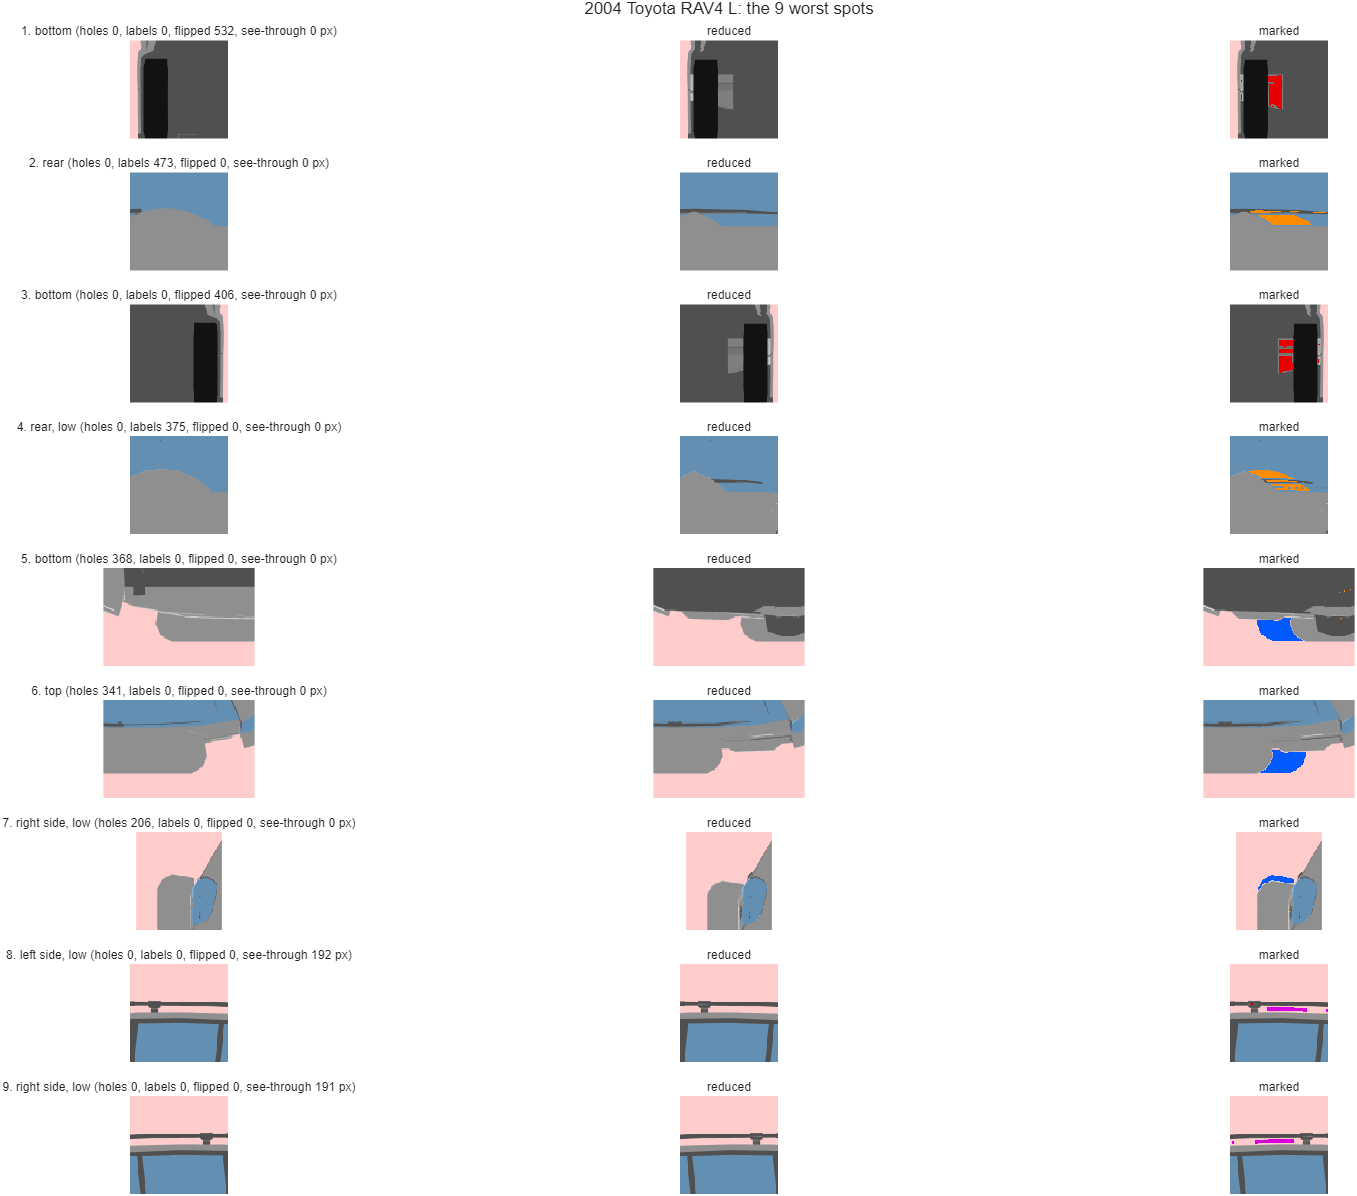 2004 Toyota RAV4 L: the 9 worst spots
1. bottom (holes 0, labels 0, flipped 532, see-through 0 px)
reduced
marked
2. rear (holes 0, labels 473, flipped 0, see-through 0 px)
reduced
marked
3. bottom (holes 0, labels 0, flipped 406, see-through 0 px)
reduced
marked
4. rear, low (holes 0, labels 375, flipped 0, see-through 0 px)
reduced
marked
5. bottom (holes 368, labels 0, flipped 0, see-through 0 px)
reduced
marked
6. top (holes 341, labels 0, flipped 0, see-through 0 px)
reduced
marked
7. right side, low (holes 206, labels 0, flipped 0, see-through 0 px)
reduced
marked
8. left side, low (holes 0, labels 0, flipped 0, see-through 192 px)
reduced
marked
9. right side, low (holes 0, labels 0, flipped 0, see-through 191 px)
reduced
marked